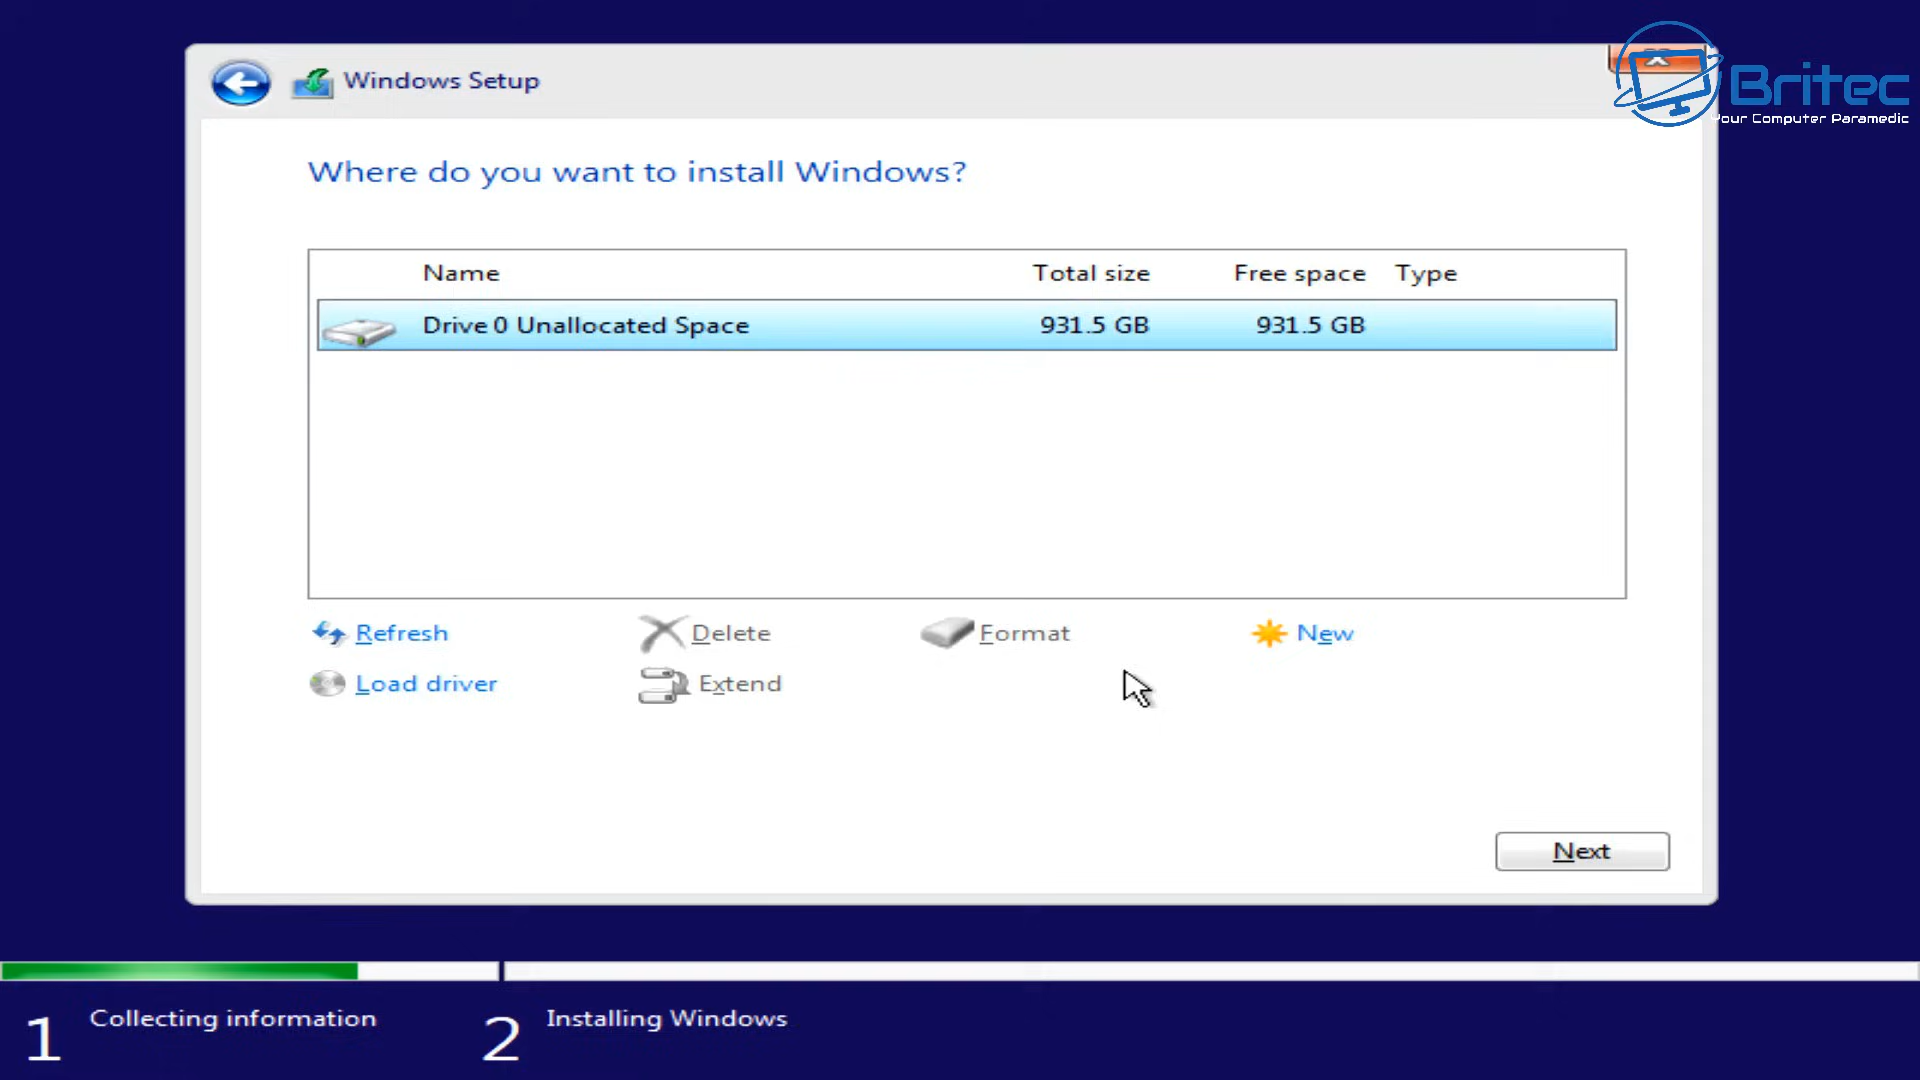 Windows Setup
Britec
Your Computer Paramedic
Where do you want to install Windows?
Name Total size Free space Type
Drive 0 Unallocated Space 931.5 GB 931.5 GB
Refresh Delete Format New
Load driver Extend
Next
1 Collecting information 2 Installing Windows